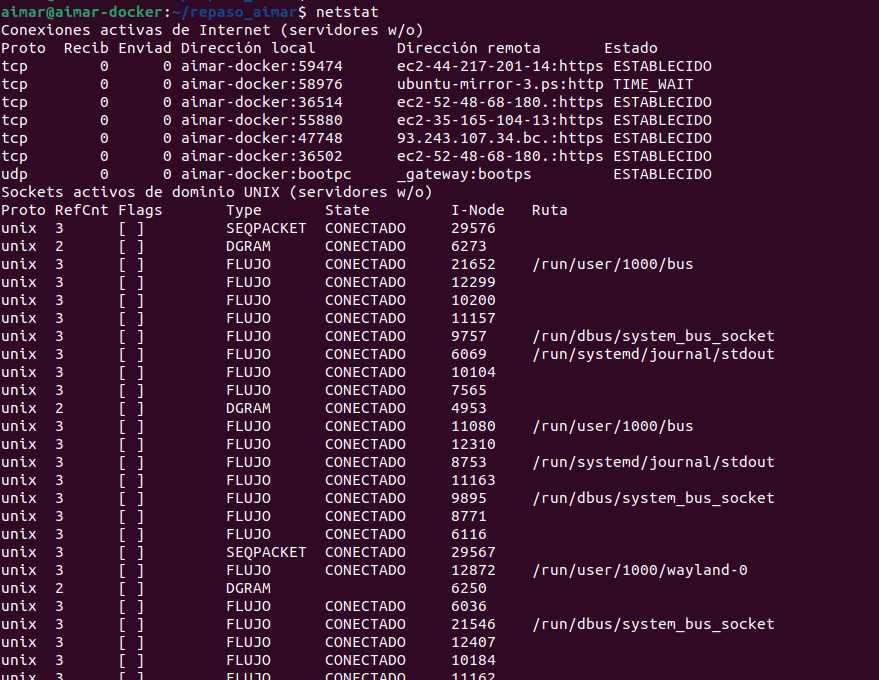 aimar@aimar-docker:~/repaso_aimar$ netstat
Conexiones activas de Internet (servidores w/o)
Proto  Recib Enviad Dirección local         Dirección remota       Estado
tcp        0      0 aimar-docker:59474      ec2-44-217-201-14:https ESTABLECIDO
tcp        0      0 aimar-docker:58976      ubuntu-mirror-3.ps:http TIME_WAIT
tcp        0      0 aimar-docker:36514      ec2-52-48-68-180.:https ESTABLECIDO
tcp        0      0 aimar-docker:55880      ec2-35-165-104-13:https ESTABLECIDO
tcp        0      0 aimar-docker:47748      93.243.107.34.bc.:https ESTABLECIDO
tcp        0      0 aimar-docker:36502      ec2-52-48-68-180.:https ESTABLECIDO
udp        0      0 aimar-docker:bootpc     _gateway:bootps         ESTABLECIDO
Sockets activos de dominio UNIX (servidores w/o)
Proto RefCnt Flags       Type       State         I-Node   Ruta
unix  3      [ ]         SEQPACKET  CONECTADO     29576
unix  2      [ ]         DGRAM      CONECTADO     6273
unix  3      [ ]         FLUJO      CONECTADO     21652    /run/user/1000/bus
unix  3      [ ]         FLUJO      CONECTADO     12299
unix  3      [ ]         FLUJO      CONECTADO     10200
unix  3      [ ]         FLUJO      CONECTADO     11157
unix  3      [ ]         FLUJO      CONECTADO     9757     /run/dbus/system_bus_socket
unix  3      [ ]         FLUJO      CONECTADO     6069     /run/systemd/journal/stdout
unix  3      [ ]         FLUJO      CONECTADO     10104
unix  3      [ ]         FLUJO      CONECTADO     7565
unix  2      [ ]         DGRAM      CONECTADO     4953
unix  3      [ ]         FLUJO      CONECTADO     11080    /run/user/1000/bus
unix  3      [ ]         FLUJO      CONECTADO     12310
unix  3      [ ]         FLUJO      CONECTADO     8753     /run/systemd/journal/stdout
unix  3      [ ]         FLUJO      CONECTADO     11163
unix  3      [ ]         FLUJO      CONECTADO     9895     /run/dbus/system_bus_socket
unix  3      [ ]         FLUJO      CONECTADO     8771
unix  3      [ ]         FLUJO      CONECTADO     6116
unix  3      [ ]         SEQPACKET  CONECTADO     29567
unix  3      [ ]         FLUJO      CONECTADO     12872    /run/user/1000/wayland-0
unix  2      [ ]         DGRAM                    6250
unix  3      [ ]         FLUJO      CONECTADO     6036
unix  3      [ ]         FLUJO      CONECTADO     21546    /run/dbus/system_bus_socket
unix  3      [ ]         FLUJO      CONECTADO     12407
unix  3      [ ]         FLUJO      CONECTADO     10184
unix  3      [ ]         FLUJO      CONECTADO     11162